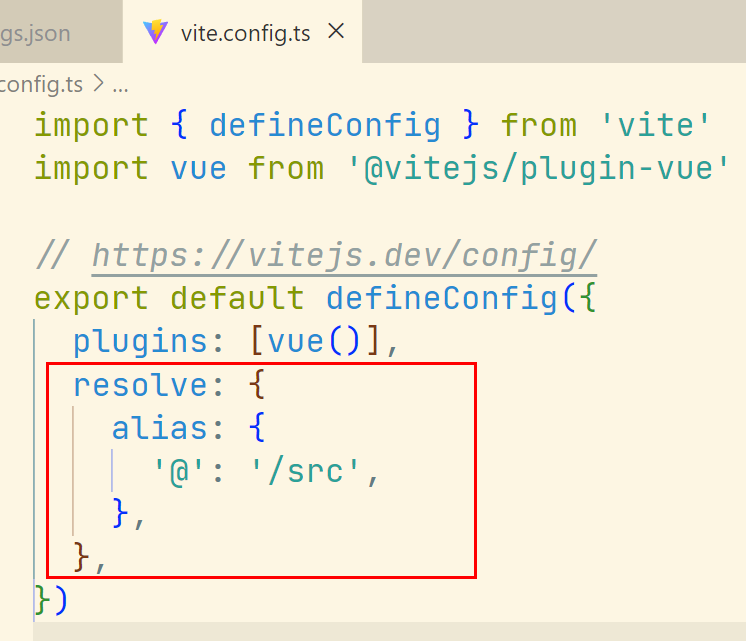 gs.json
vite.config.ts ×
config.ts > ...
import { defineConfig } from 'vite'
import vue from '@vitejs/plugin-vue'
// https://vitejs.dev/config/
export default defineConfig({
  plugins: [vue()],
  resolve: {
    alias: {
      '@': '/src',
    },
  },
})